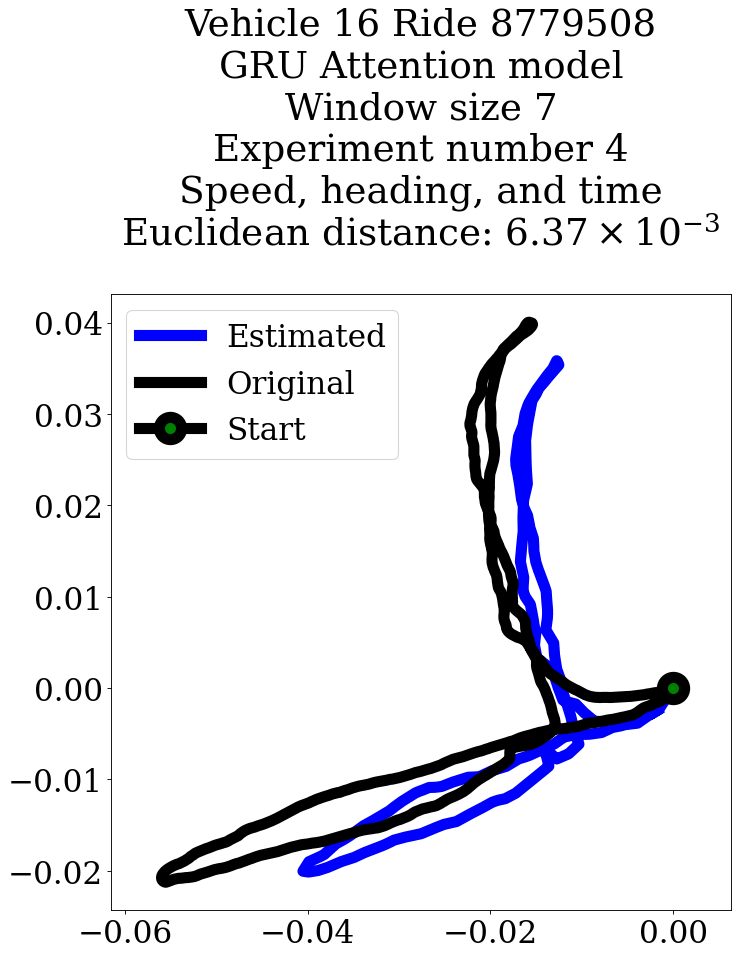 Vehicle 16 Ride 8779508
GRU Attention model
Window size 7
Experiment number 4
Speed, heading, and time
Euclidean distance: 6.37 × 10⁻³
Estimated
Original
Start
0.04
0.03
0.02
0.01
0.00
−0.01
−0.02
−0.06 −0.04 −0.02 0.00